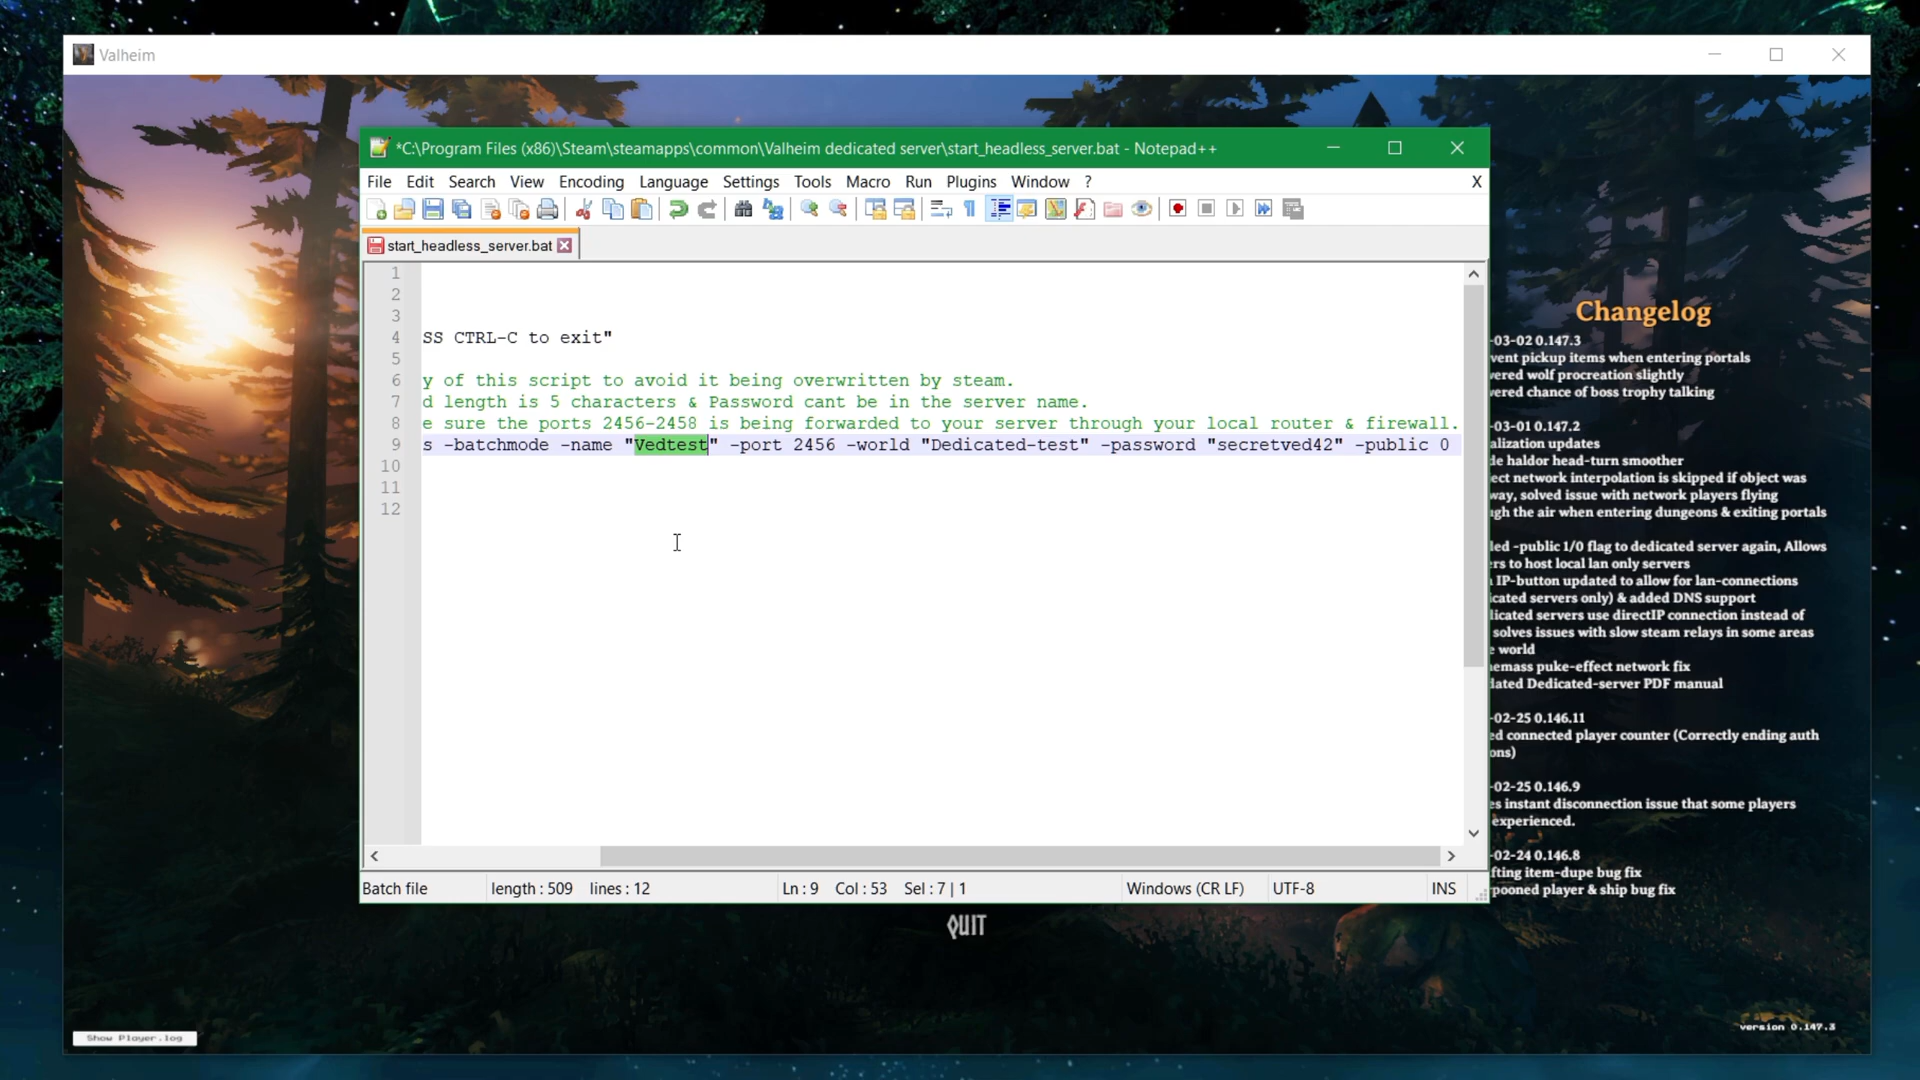 Valheim
*C:\Program Files (x86)\Steam\steamapps\common\Valheim dedicated server\start_headless_server.bat - Notepad++
File Edit Search View Encoding Language Settings Tools Macro Run Plugins Window ? X
start_headless_server.bat
1
2
3
4 SS CTRL-C to exit"
5
6 y of this script to avoid it being overwritten by steam.
7 d length is 5 characters & Password cant be in the server name.
8 e sure the ports 2456-2458 is being forwarded to your server through your local router & firewall.
9 s -batchmode -name "Vedtest" -port 2456 -world "Dedicated-test" -password "secretved42" -public 0
10
11
12
Batch file length : 509 lines : 12 Ln : 9 Col : 53 Sel : 7 | 1 Windows (CR LF) UTF-8 INS
Changelog
-03-02 0.147.3
vent pickup items when entering portals
vered wolf procreation slightly
vered chance of boss trophy talking
-03-01 0.147.2
alization updates
de haldor head-turn smoother
ect network interpolation is skipped if object was
way, solved issue with network players flying
gh the air when entering dungeons & exiting portals
led -public 1/0 flag to dedicated server again, Allows
rs to host local lan only servers
IP-button updated to allow for lan-connections
icated servers only) & added DNS support
licated servers use directIP connection instead of
solves issues with slow steam relays in some areas
e world
emass puke-effect network fix
lated Dedicated-server PDF manual
-02-25 0.146.11
ed connected player counter (Correctly ending auth
ons)
-02-25 0.146.9
es instant disconnection issue that some players
experienced.
-02-24 0.146.8
fting item-dupe bug fix
pooned player & ship bug fix
QUIT
Show Player.log
version 0.147.3